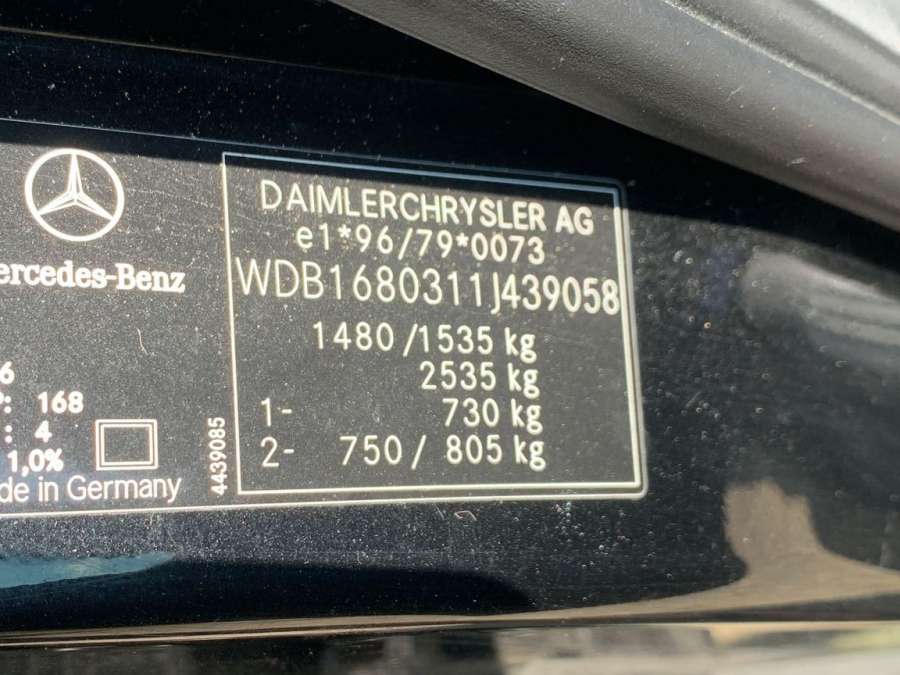 DAIMLERCHRYSLER AG
e1*96/79*0073
WDB1680311J439058
1480 /1535 kg
2535 kg
1- 730 kg
2- 750 / 805 kg
ercedes-Benz
6
: 168
: 4
1,0%
de in Germany
4439085